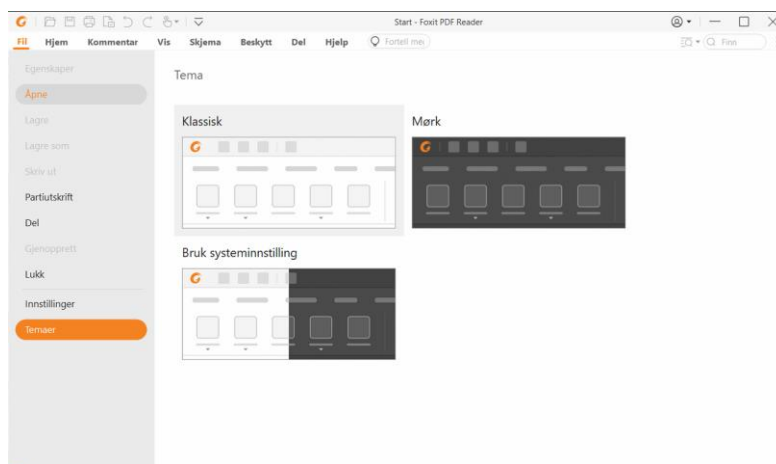 Start - Foxit PDF Reader
Fil Hjem Kommentar Vis Skjema Beskytt Del Hjelp Fortell mei Finn
Egenskaper
Åpne
Lagre
Lagre som
Skriv ut
Partiutskrift
Del
Gjenopprett
Lukk
Innstillinger
Temaer
Tema
Klassisk Mørk
Bruk systeminnstilling